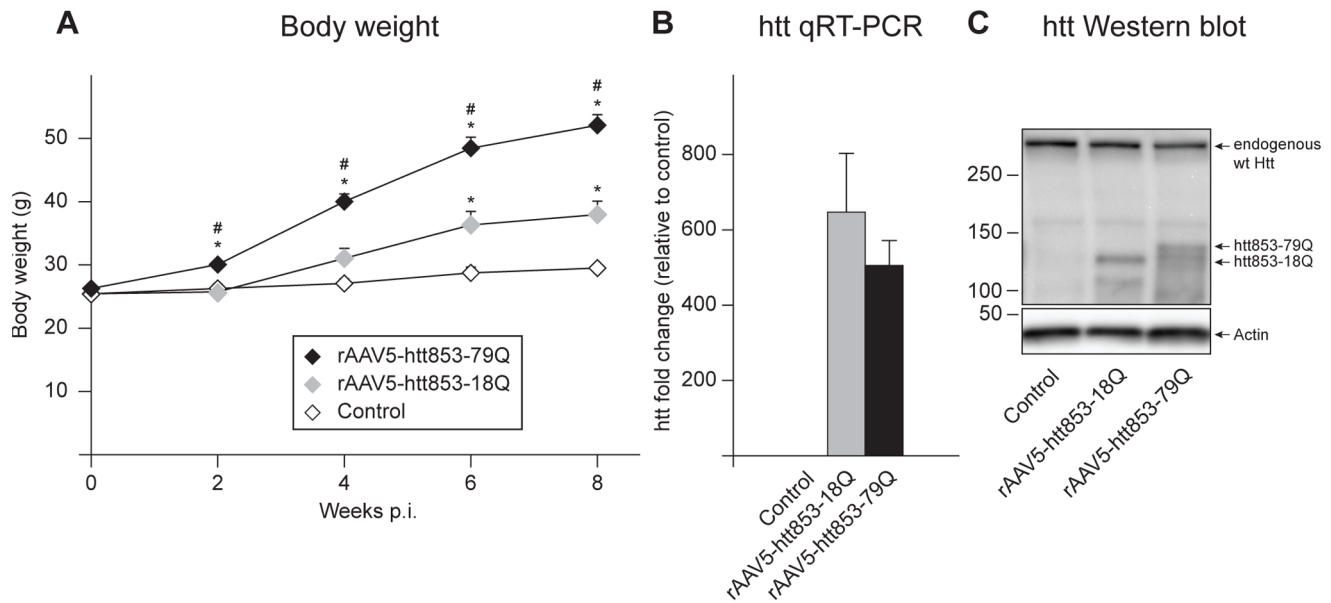 A
Body weight
Body weight (g)
50
40
30
20
10
#
*
#
*
#
*
#
*
*
*
rAAV5-htt853-79Q
rAAV5-htt853-18Q
Control
0
2
4
6
8
Weeks p.i.
B
htt qRT-PCR
htt fold change (relative to control)
800
600
400
200
Control
rAAV5-htt853-18Q
rAAV5-htt853-79Q
C
htt Western blot
250
150
100
50
endogenous
wt Htt
htt853-79Q
htt853-18Q
Actin
Control
rAAV5-htt853-18Q
rAAV5-htt853-79Q